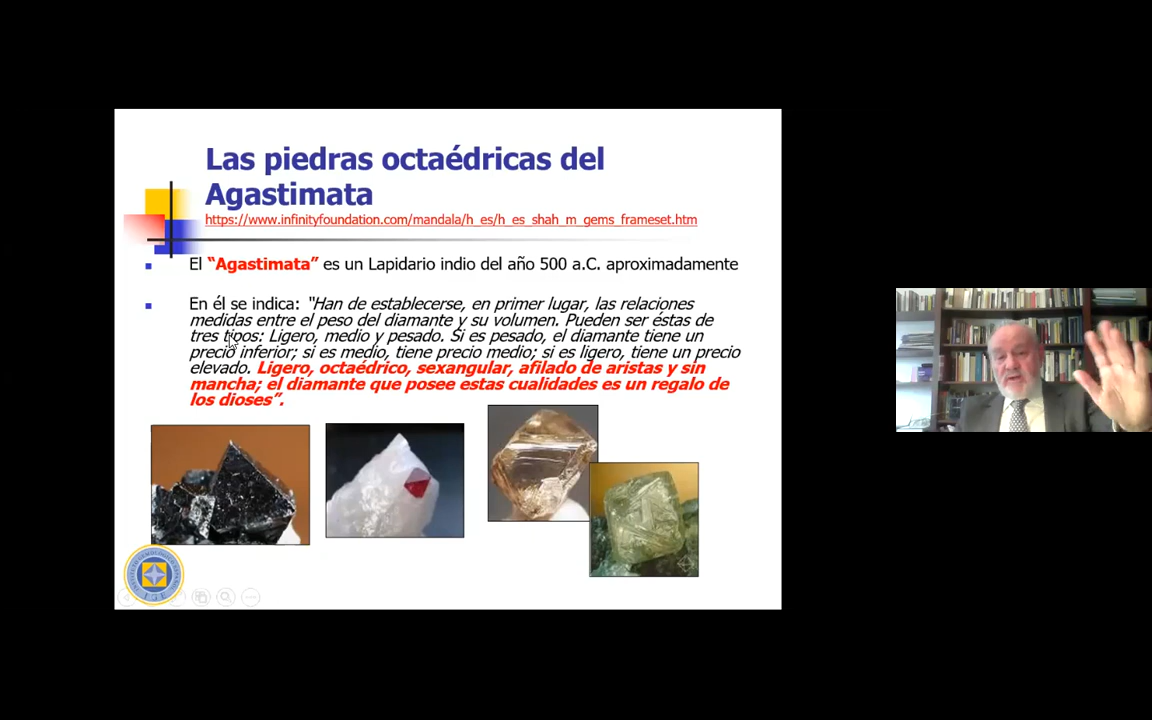 Las piedras octaédricas del
Agastimata
https://www.infinityfoundation.com/mandala/h_es/h_es_shah_m_gems_frameset.htm
El “Agastimata” es un Lapidario indio del año 500 a.C. aproximadamente
En él se indica: “Han de establecerse, en primer lugar, las relaciones
medidas entre el peso del diamante y su volumen. Pueden ser éstas de
tres tipos: Ligero, medio y pesado. Si es pesado, el diamante tiene un
precio inferior; si es medio, tiene precio medio; si es ligero, tiene un precio
elevado. Ligero, octaédrico, sexangular, afilado de aristas y sin
mancha; el diamante que posee estas cualidades es un regalo de
los dioses”.